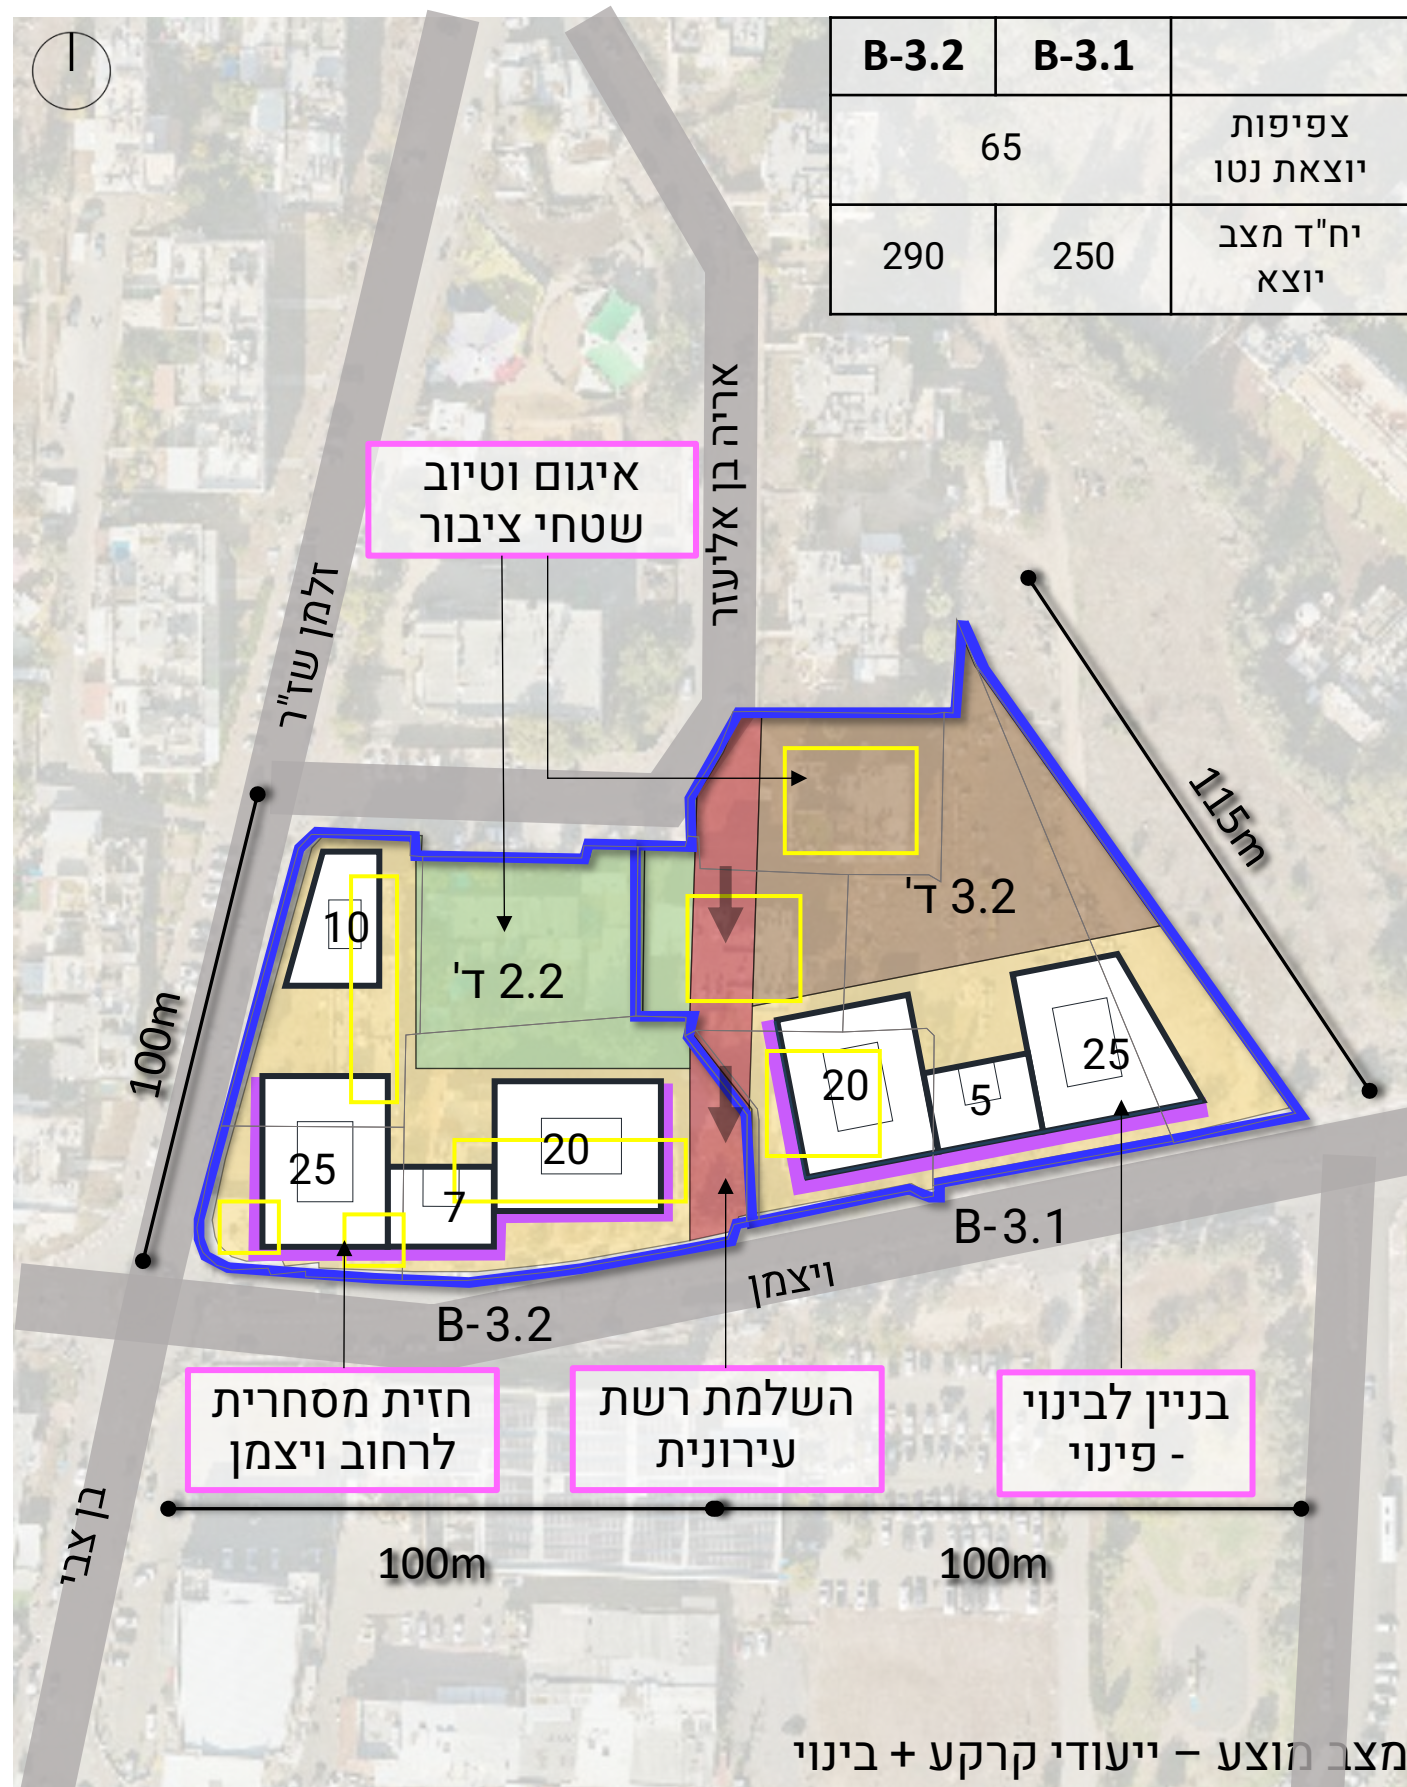 B-3.2 B-3.1
צפיפות
יוצאת נטו
65
יח"ד מצב
יוצא
250
290
אריה בן אליעזר
איגום וטיוב
שטחי ציבור
זלמן שז"ר
115m
3.2 ד'
10
2.2 ד'
100m
25
20
5
20
25
7
B-3.1
ויצמן
B-3.2
בניין לבינוי
- פינוי
השלמת רשת
עירונית
חזית מסחרית
לרחוב ויצמן
בן צבי
100m
100m
מצב מוצע – ייעודי קרקע + בינוי